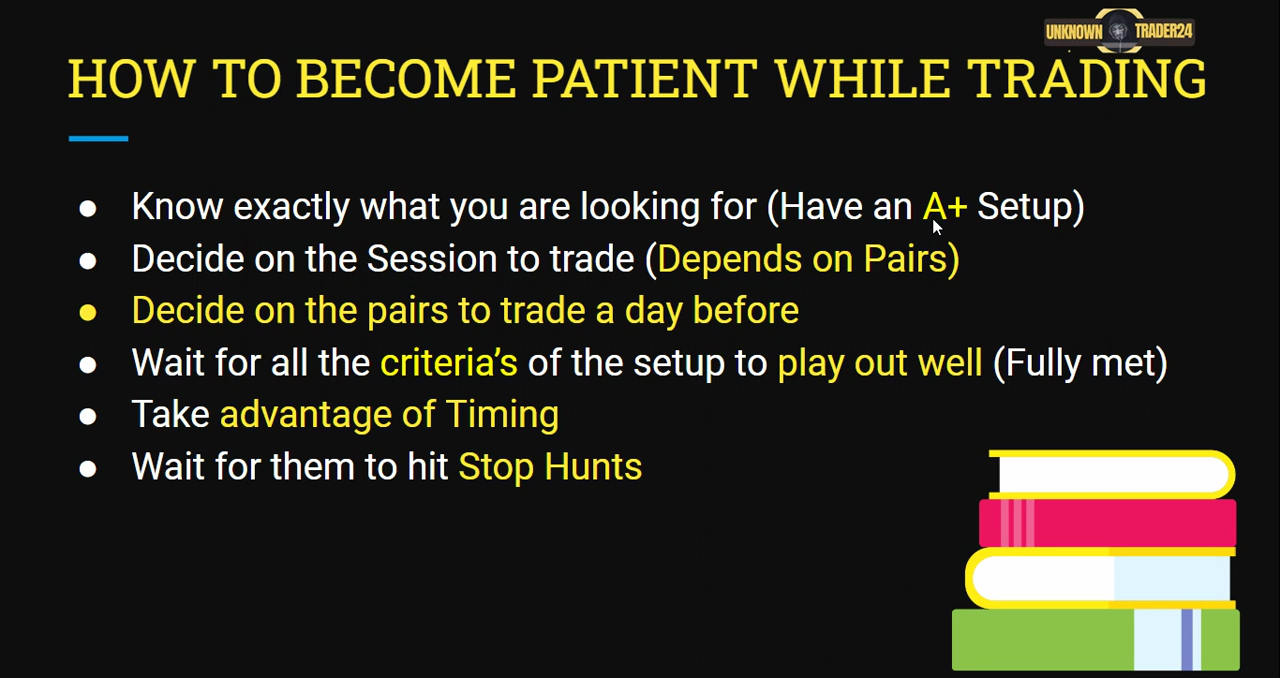 UNKNOWN TRADER24
HOW TO BECOME PATIENT WHILE TRADING
● Know exactly what you are looking for (Have an A+ Setup)
● Decide on the Session to trade (Depends on Pairs)
● Decide on the pairs to trade a day before
● Wait for all the criteria’s of the setup to play out well (Fully met)
● Take advantage of Timing
● Wait for them to hit Stop Hunts